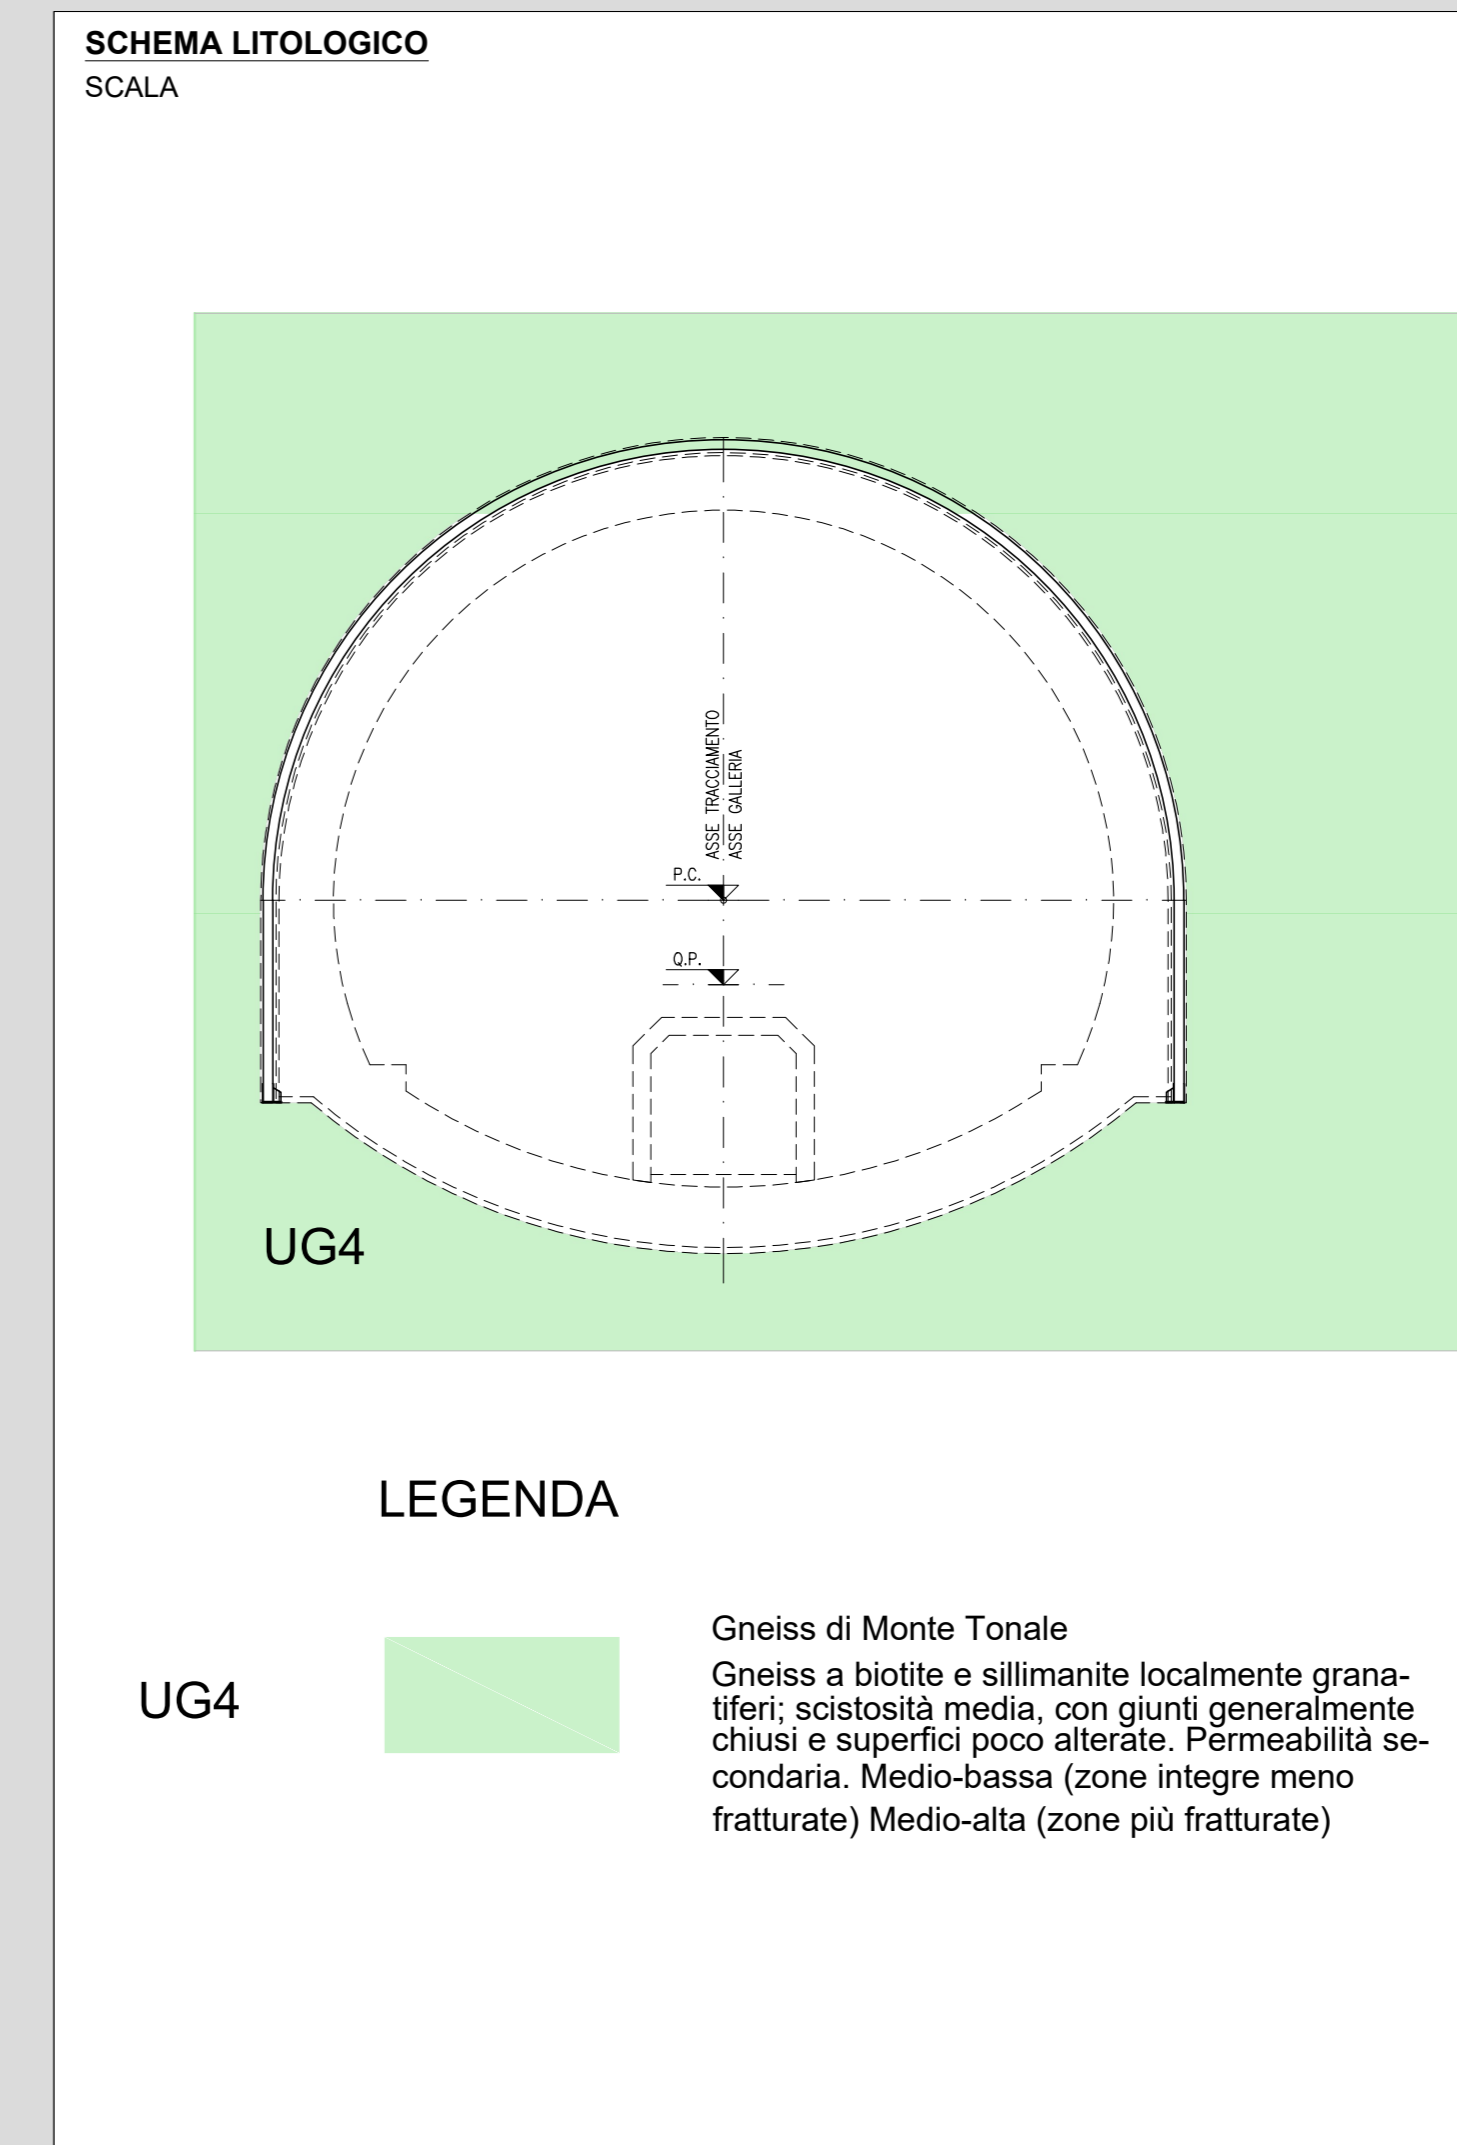 SCHEMA LITOLOGICO
SCALA
ASSE TRACCIAMENTO
ASSE GALLERIA
P.C.
Q.P.
UG4
LEGENDA
UG4
Gneiss di Monte Tonale
Gneiss a biotite e sillimanite localmente grana-
tiferi; scistosità media, con giunti generalmente
chiusi e superfici poco alterate. Permeabilità se-
condaria. Medio-bassa (zone integre meno
fratturate) Medio-alta (zone più fratturate)